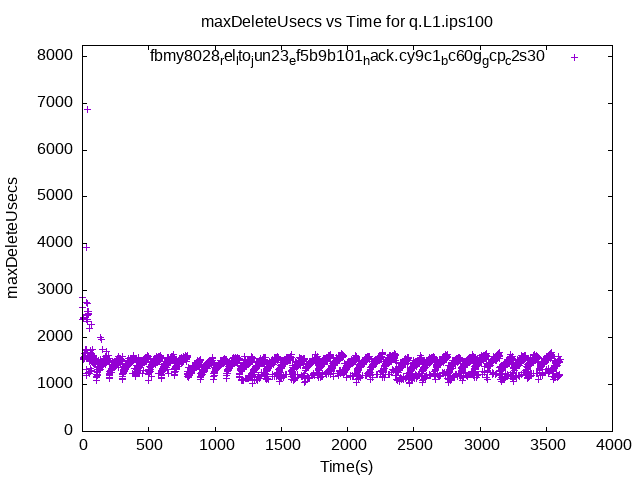 maxDeleteUsecs vs Time for q.L1.ips100
fbmy8028relltojun23ef5b9b101hack.cy9c1bc60ggcpc2s30
8000
7000
6000
5000
4000
3000
2000
1000
0
maxDeleteUsecs
0 500 1000 1500 2000 2500 3000 3500 4000
Time(s)